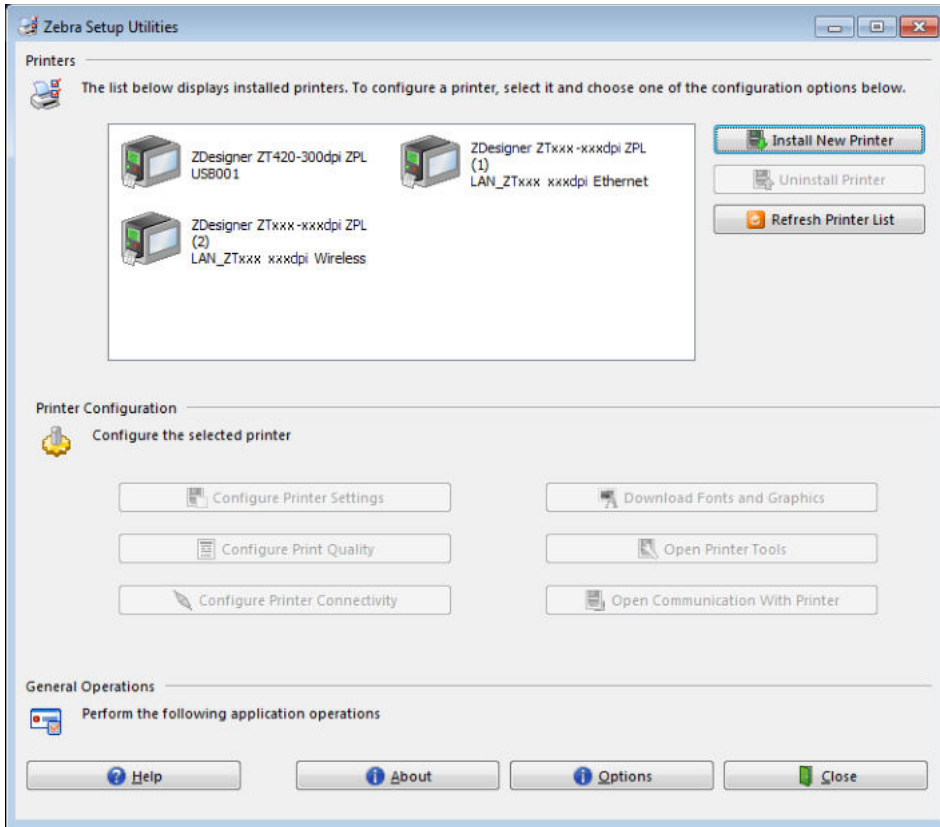 Zebra Setup Utilities
Printers
The list below displays installed printers. To configure a printer, select it and choose one of the configuration options below.
ZDesigner ZT420-300dpi ZPL
USB001
ZDesigner ZTxxx-xxxdpi ZPL
(1)
LAN_ZTxxx xxxdpi Ethernet
ZDesigner ZTxxx-xxxdpi ZPL
(2)
LAN_ZTxxx xxxdpi Wireless
Install New Printer
Uninstall Printer
Refresh Printer List
Printer Configuration
Configure the selected printer
Configure Printer Settings
Download Fonts and Graphics
Configure Print Quality
Open Printer Tools
Configure Printer Connectivity
Open Communication With Printer
General Operations
Perform the following application operations
Help
About
Options
Close